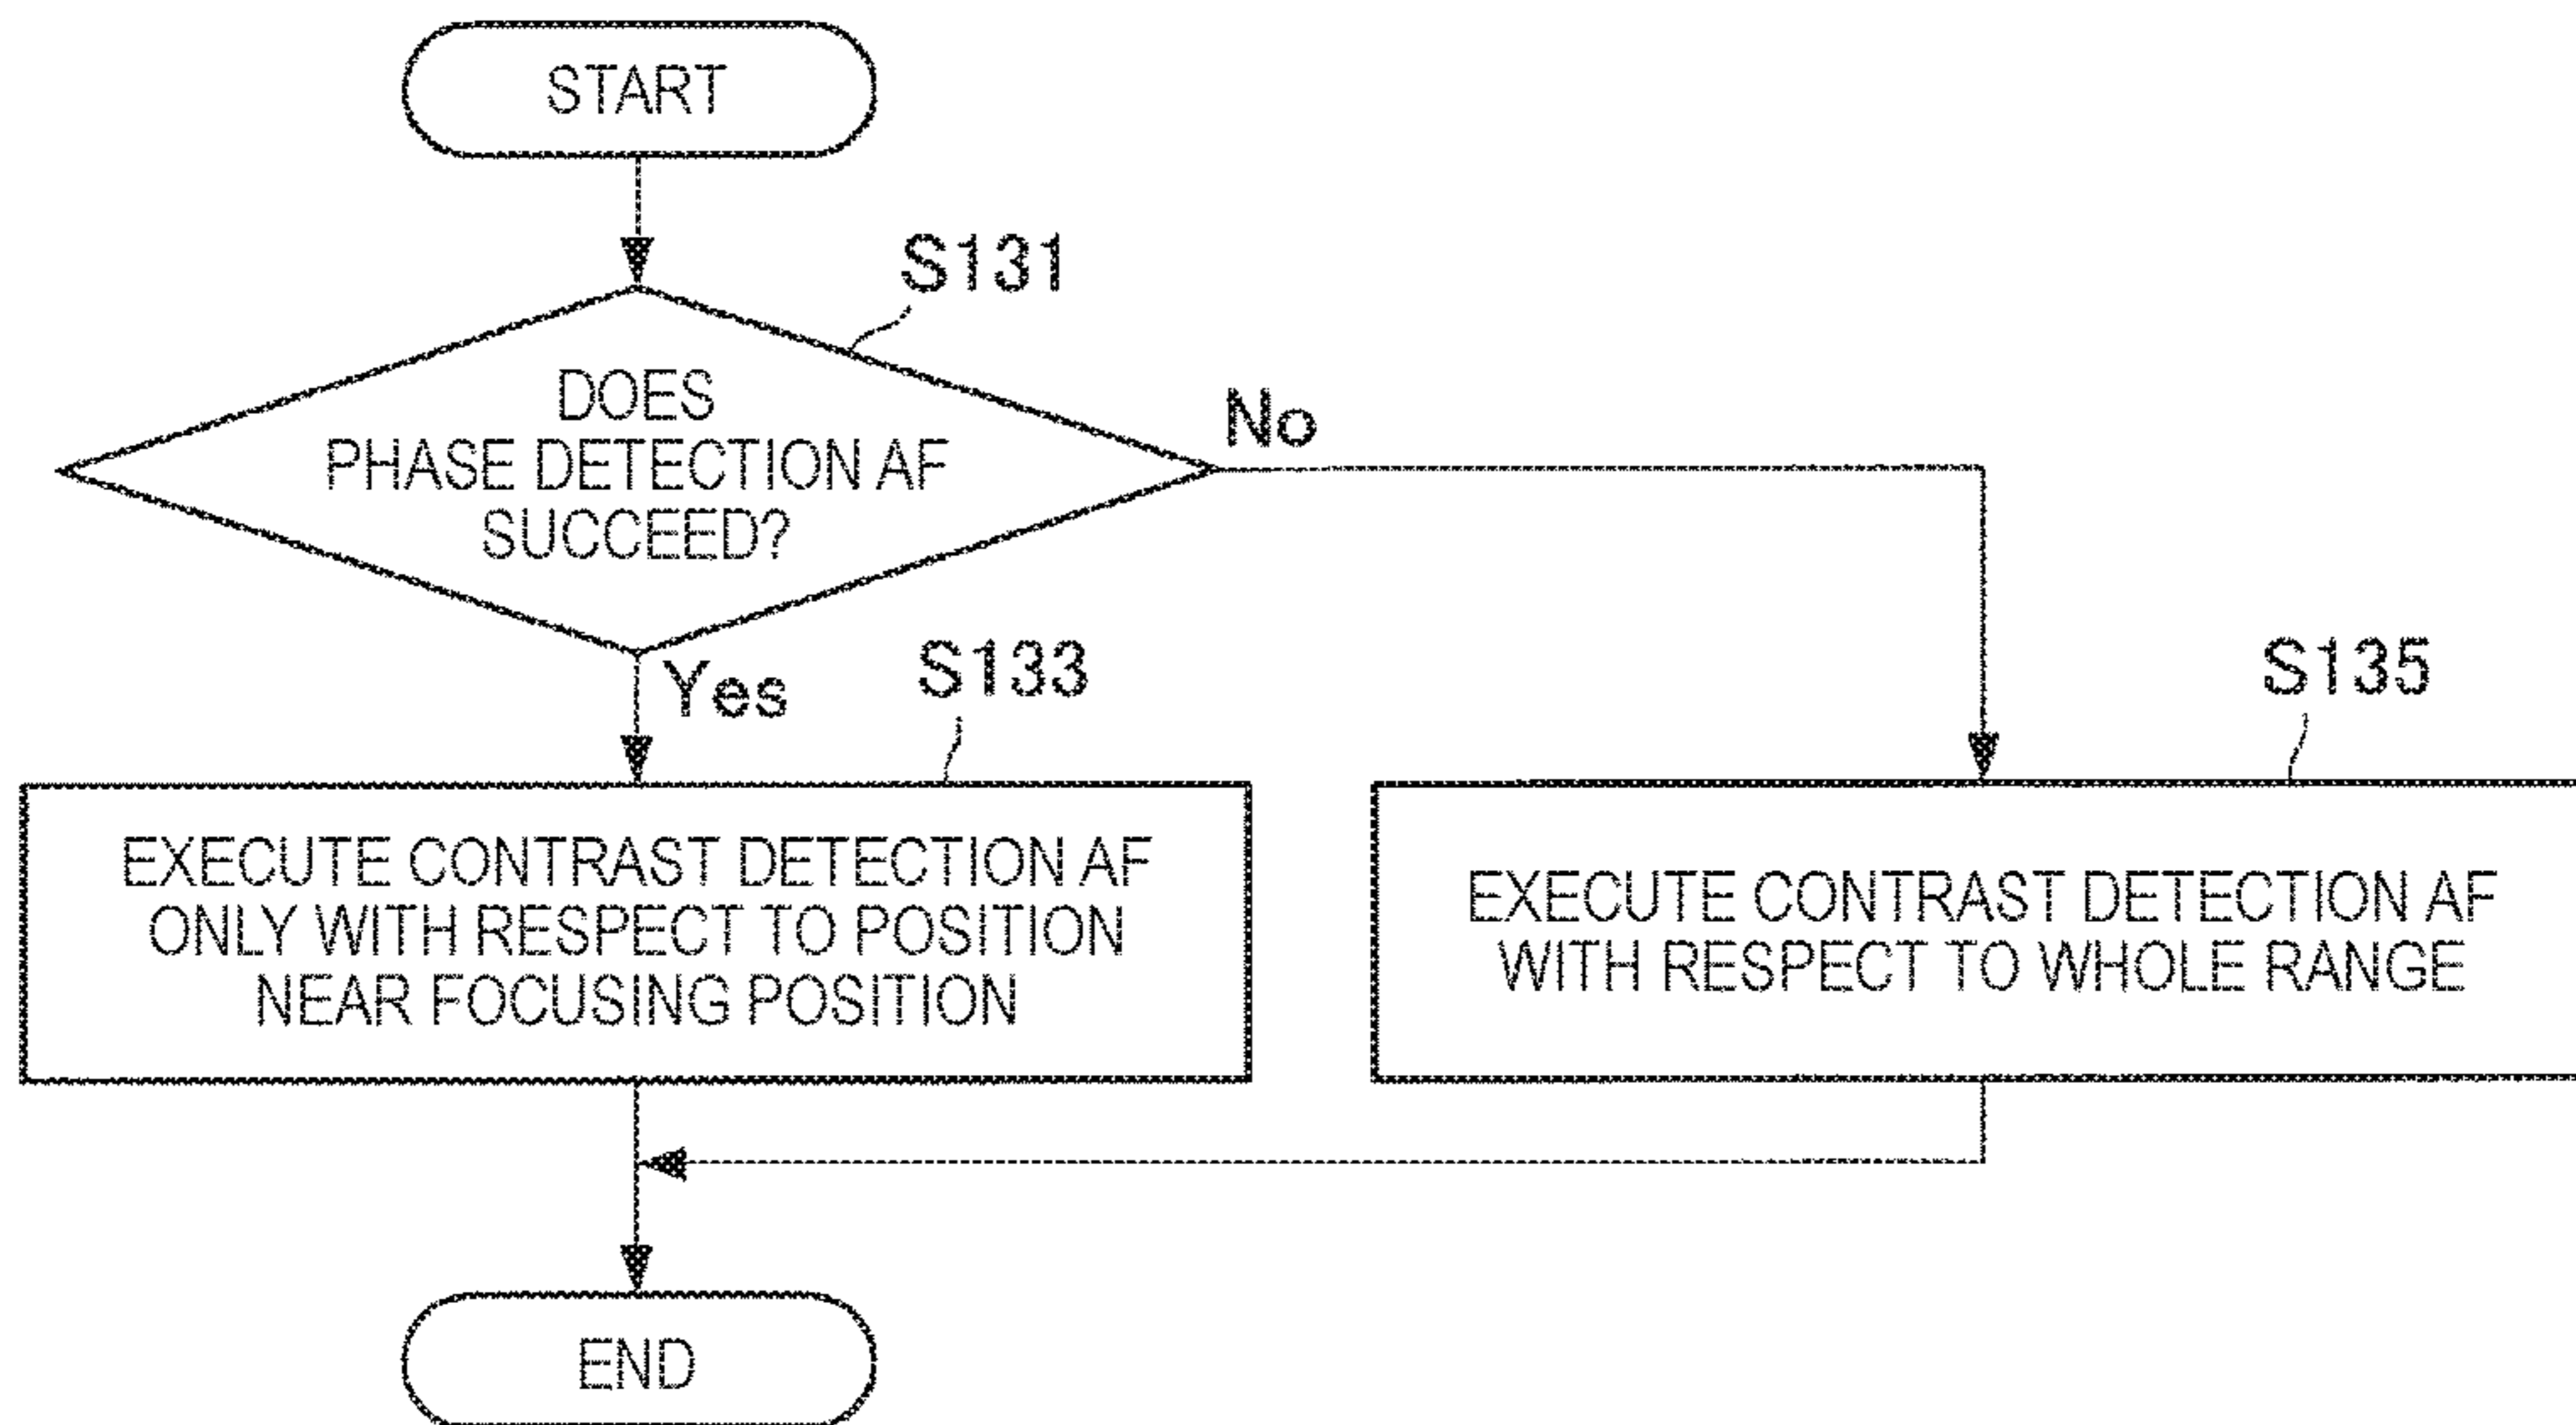 START
S131
DOES
PHASE DETECTION AF
SUCCEED?
No
Yes
S133
S135
EXECUTE CONTRAST DETECTION AF
ONLY WITH RESPECT TO POSITION
NEAR FOCUSING POSITION
EXECUTE CONTRAST DETECTION AF
WITH RESPECT TO WHOLE RANGE
END